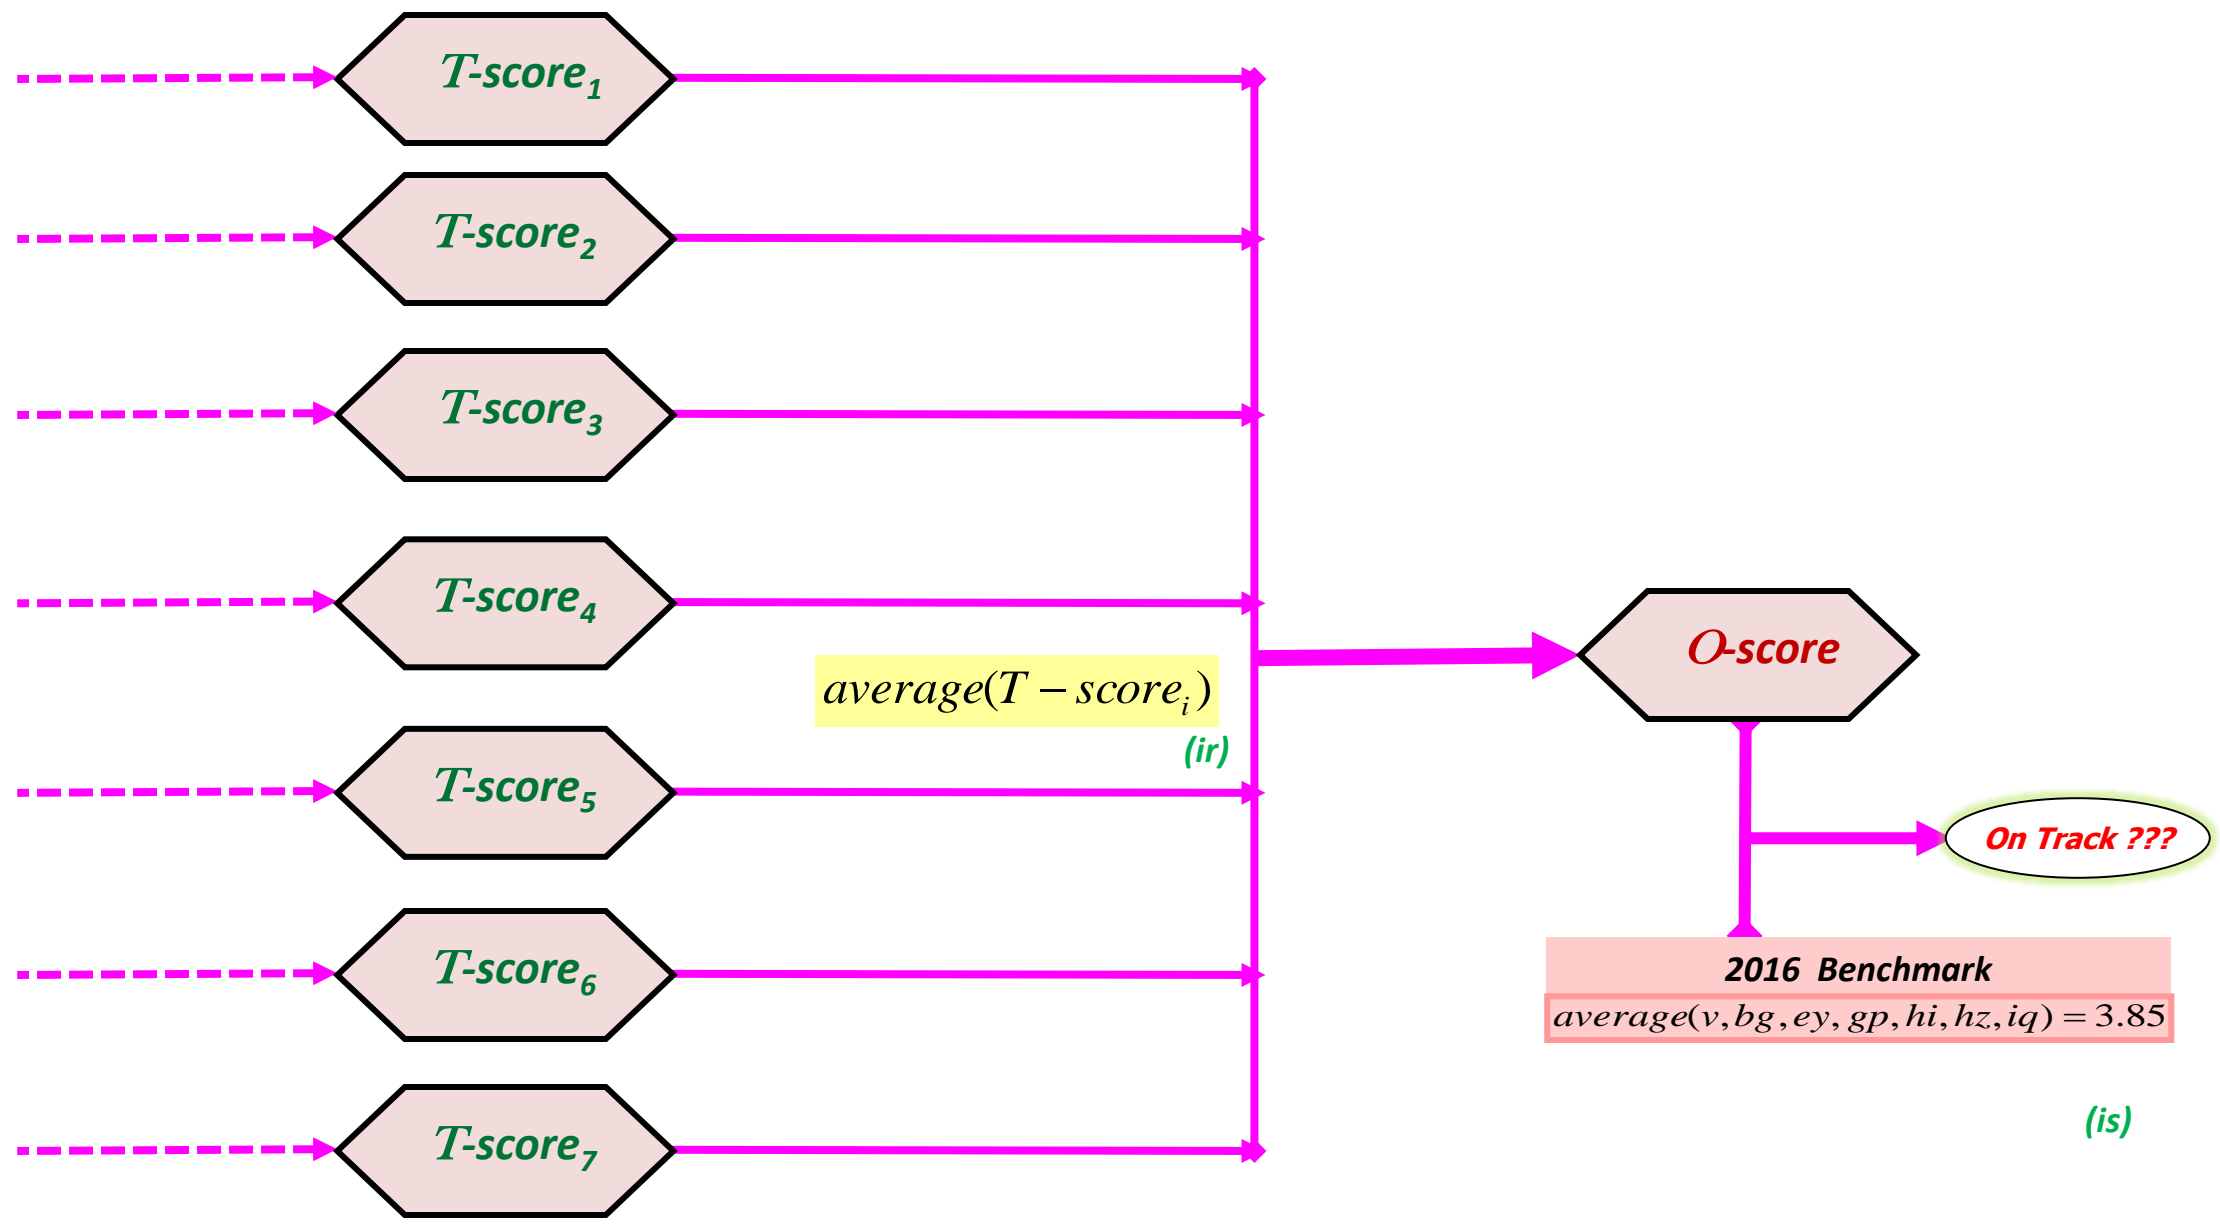 T-score1
T-score2
T-score3
T-score4
O-score
average(T − scorei)
(ir)
T-score5
On Track ???
T-score6
2016 Benchmark
average(v,bg,ey,gp,hi,hz,iq) = 3.85
(is)
T-score7